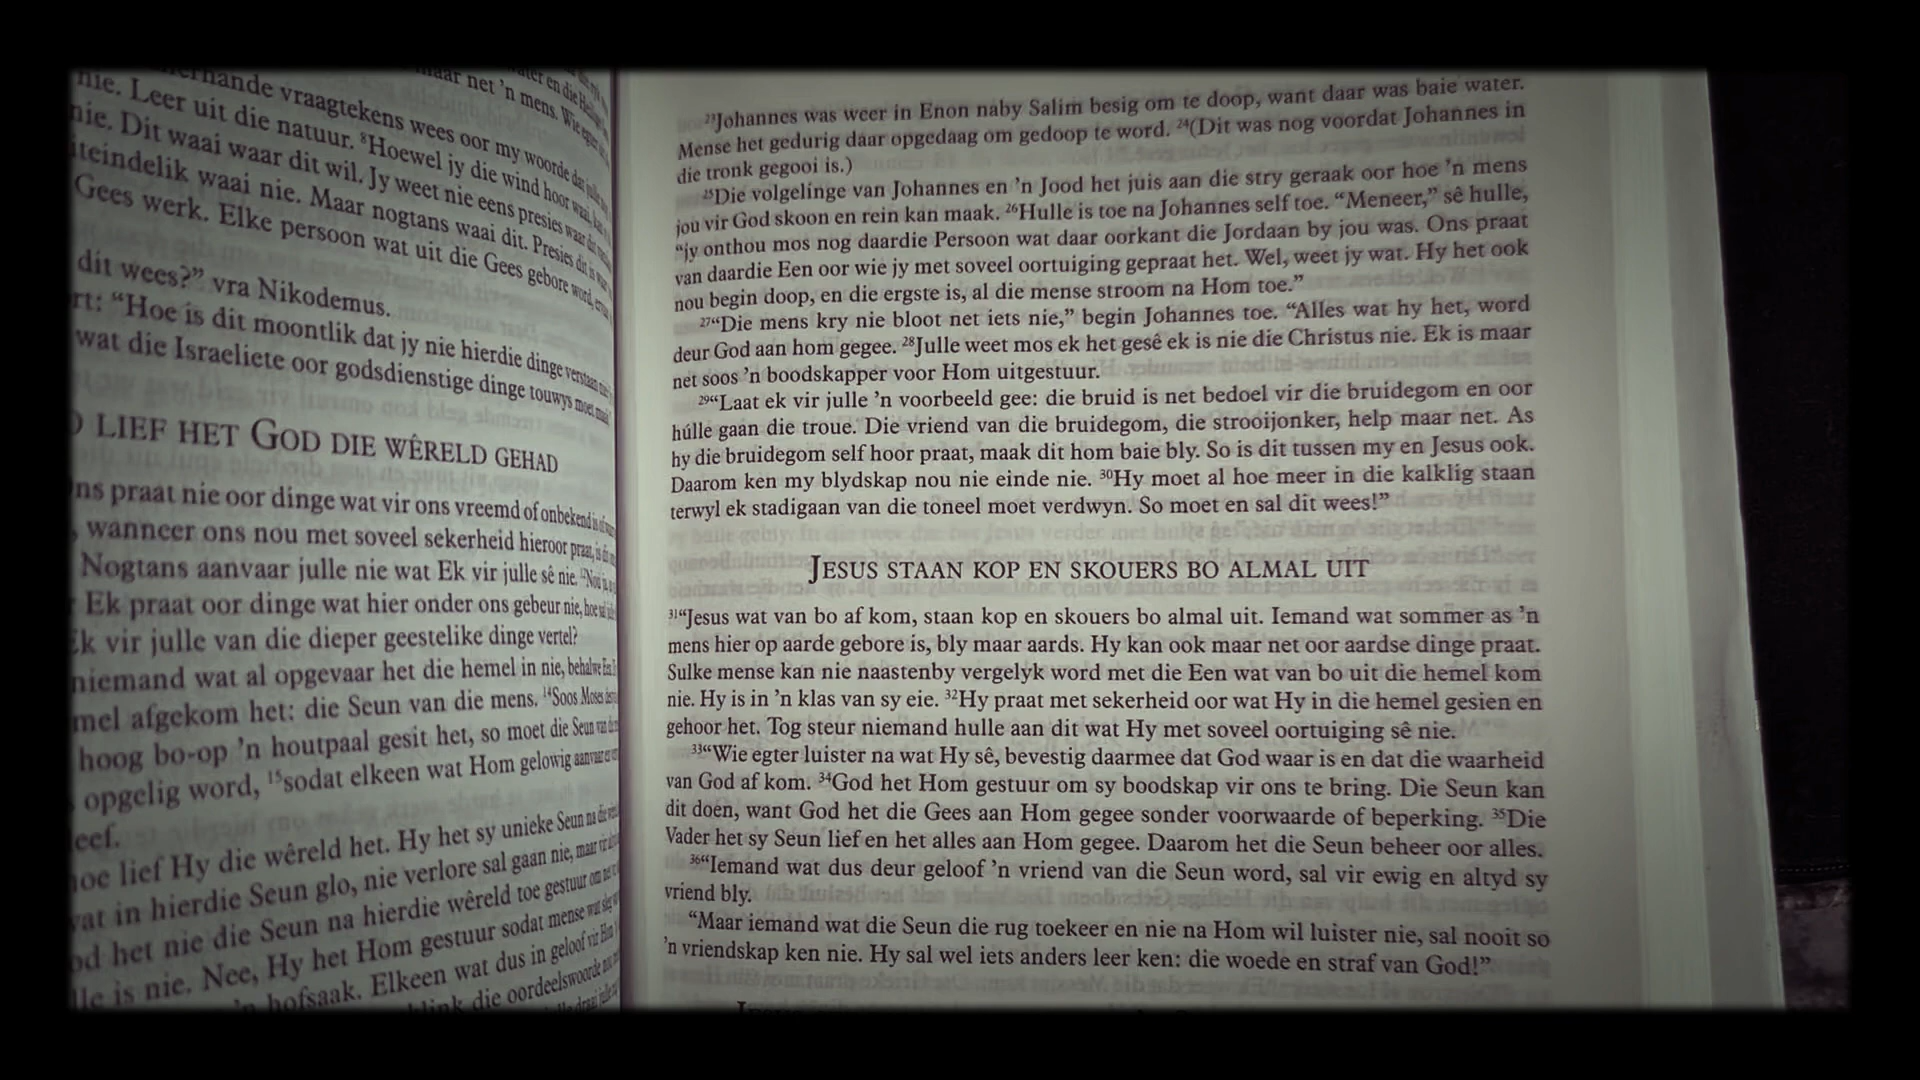 hande vraagtekens wees oor my woorde
maar net 'n mens. Wie
nie. Leer uit die natuur. ⁸Hoewel jy die wind hoor waai,
nie. Dit waai waar dit wil. Jy weet nie eens presies waar dit
waai nie. Maar nogtans waai dit. Presies dit is
Gees werk. Elke persoon wat uit die Gees gebore word,
dit wees?” vra Nikodemus.
“Hoe is dit moontlik dat jy nie hierdie dinge verstaan
wat die Israeliete oor godsdienstige dinge touwys moet
LIEF HET GOD DIE WÊRELD GEHAD
praat nie oor dinge wat vir ons vreemd of onbekend is
wanneer ons nou met soveel sekerheid hieroor praat,
Nogtans aanvaar julle nie wat Ek vir julle sê nie.
Ek praat oor dinge wat hier onder ons gebeur nie, hoe
Ek vir julle van die dieper geestelike dinge vertel?
niemand wat al opgevaar het die hemel in nie, behalwe
afgekom het: die Seun van die mens. ¹⁴Soos Moses
hoog bo-op 'n houtpaal gesit het, so moet die Seun van
opgelig word, ¹⁵sodat elkeen wat Hom gelowig aanvaar
lief Hy die wêreld het. Hy het sy unieke Seun na die
in hierdie Seun glo, nie verlore sal gaan nie, maar vir
het nie die Seun na hierdie wêreld toe gestuur om
is nie. Nee, Hy het Hom gestuur sodat mense
'n hofsaak. Elkeen wat dus in geloof vir Hom
blink die oordeelswoorde
²³Johannes was weer in Enon naby Salim besig om te doop, want daar was baie water.
Mense het gedurig daar opgedaag om gedoop te word. ²⁴(Dit was nog voordat Johannes in
die tronk gegooi is.)
²⁵Die volgelinge van Johannes en 'n Jood het juis aan die stry geraak oor hoe 'n mens
jou vir God skoon en rein kan maak. ²⁶Hulle is toe na Johannes self toe. “Meneer,” sê hulle,
“jy onthou mos nog daardie Persoon wat daar oorkant die Jordaan by jou was. Ons praat
van daardie Een oor wie jy met soveel oortuiging gepraat het. Wel, weet jy wat. Hy het ook
nou begin doop, en die ergste is, al die mense stroom na Hom toe.”
²⁷“Die mens kry nie bloot net iets nie,” begin Johannes toe. “Alles wat hy het, word
deur God aan hom gegee. ²⁸Julle weet mos ek het gesê ek is nie die Christus nie. Ek is maar
net soos 'n boodskapper voor Hom uitgestuur.
²⁹“Laat ek vir julle 'n voorbeeld gee: die bruid is net bedoel vir die bruidegom en oor
húlle gaan die troue. Die vriend van die bruidegom, die strooijonker, help maar net. As
hy die bruidegom self hoor praat, maak dit hom baie bly. So is dit tussen my en Jesus ook.
Daarom ken my blydskap nou nie einde nie. ³⁰Hy moet al hoe meer in die kalklig staan
terwyl ek stadigaan van die toneel moet verdwyn. So moet en sal dit wees!”
JESUS STAAN KOP EN SKOUERS BO ALMAL UIT
³¹“Jesus wat van bo af kom, staan kop en skouers bo almal uit. Iemand wat sommer as 'n
mens hier op aarde gebore is, bly maar aards. Hy kan ook maar net oor aardse dinge praat.
Sulke mense kan nie naastenby vergelyk word met die Een wat van bo uit die hemel kom
nie. Hy is in 'n klas van sy eie. ³²Hy praat met sekerheid oor wat Hy in die hemel gesien en
gehoor het. Tog steur niemand hulle aan dit wat Hy met soveel oortuiging sê nie.
³³“Wie egter luister na wat Hy sê, bevestig daarmee dat God waar is en dat die waarheid
van God af kom. ³⁴God het Hom gestuur om sy boodskap vir ons te bring. Die Seun kan
dit doen, want God het die Gees aan Hom gegee sonder voorwaarde of beperking. ³⁵Die
Vader het sy Seun lief en het alles aan Hom gegee. Daarom het die Seun beheer oor alles.
³⁶“Iemand wat dus deur geloof 'n vriend van die Seun word, sal vir ewig en altyd sy
vriend bly.
“Maar iemand wat die Seun die rug toekeer en nie na Hom wil luister nie, sal nooit so
'n vriendskap ken nie. Hy sal wel iets anders leer ken: die woede en straf van God!”